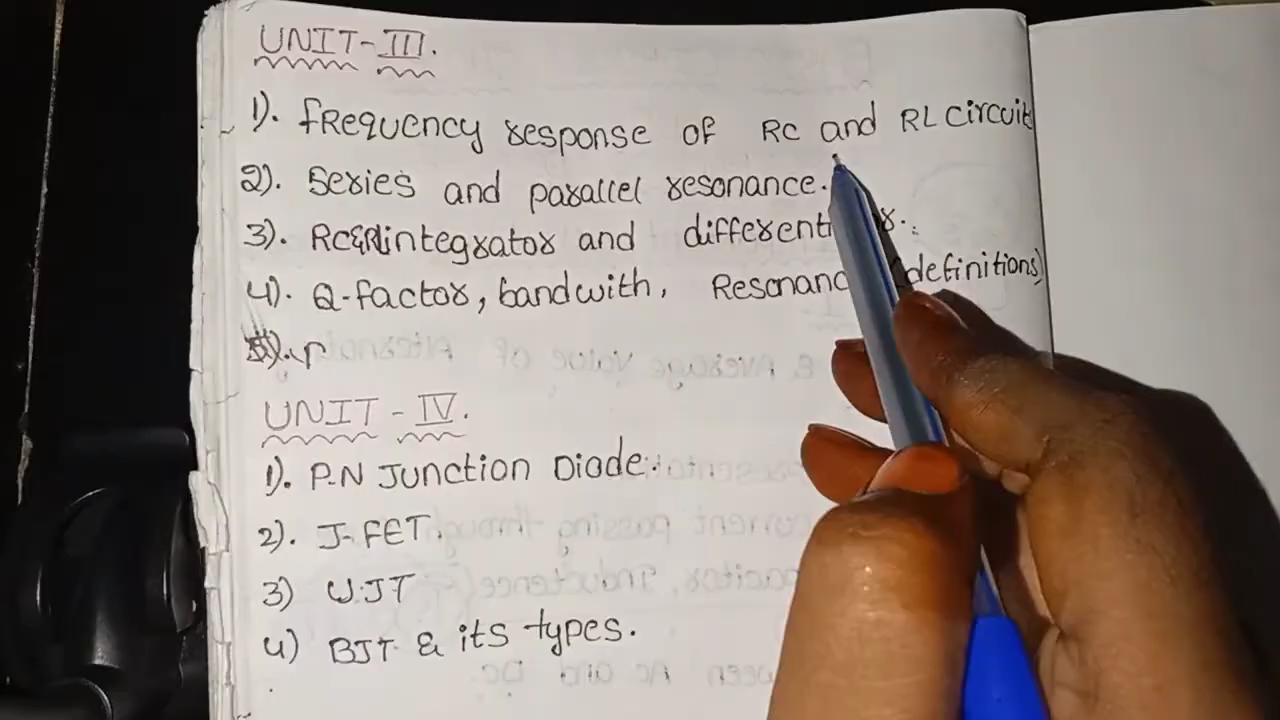 UNIT-III.
1). Frequency response of RC and RL circuit
2). Series and parallel resonance.
3). RC&RL integrator and different r.
4). Q-factor, bandwith, Resonanc (definitions)
5).
UNIT-IV.
1). P.N Junction Diode.
2). J-FET.
3) UJT
4) BJT & its types.